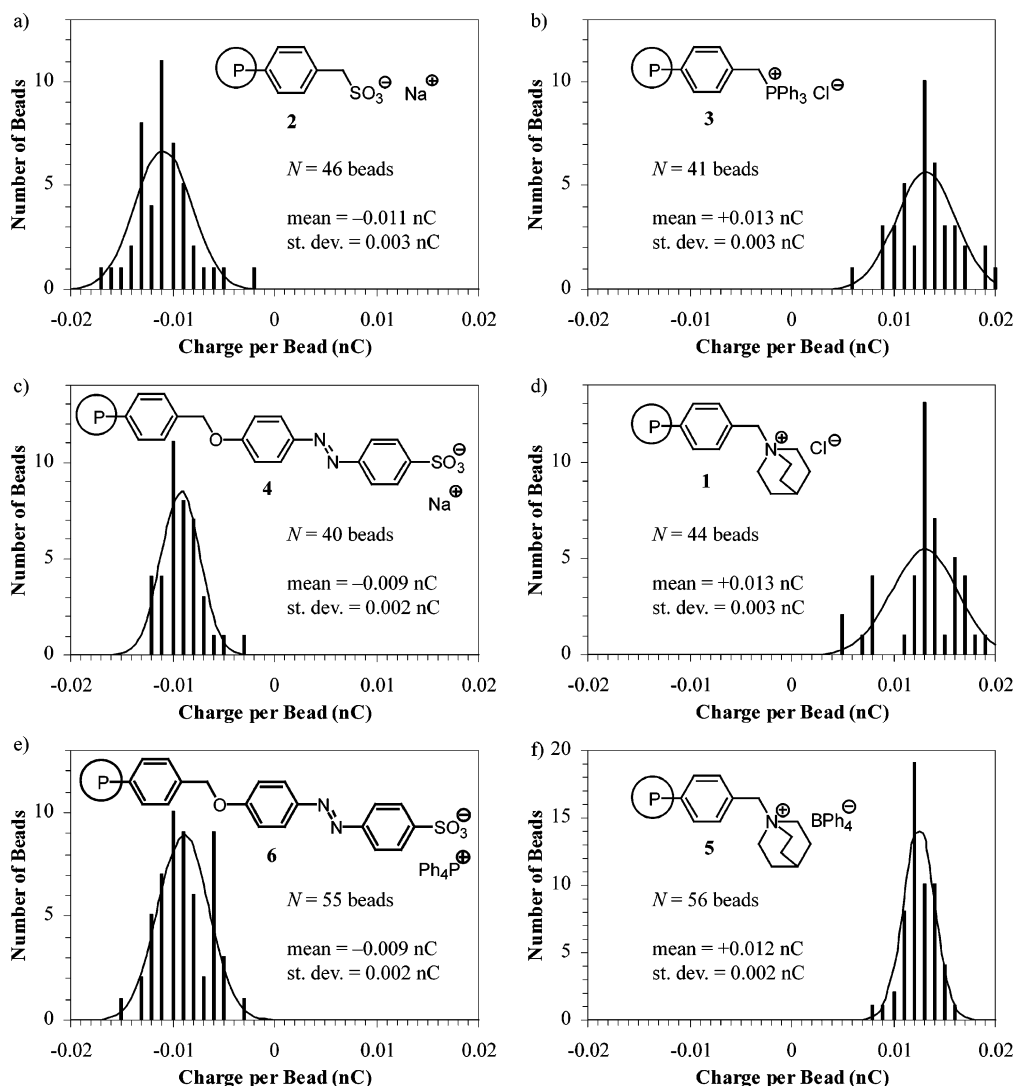 a)
Number of Beads
10
5
0
P
SO3⊖ Na⊕
2
N = 46 beads
mean = –0.011 nC
st. dev. = 0.003 nC
-0.02 -0.01 0 0.01 0.02
Charge per Bead (nC)
b)
Number of Beads
10
5
0
P
⊕
PPh3 Cl⊖
3
N = 41 beads
mean = +0.013 nC
st. dev. = 0.003 nC
-0.02 -0.01 0 0.01 0.02
Charge per Bead (nC)
c)
Number of Beads
10
5
0
P
O
N
N
SO3⊖
Na⊕
4
N = 40 beads
mean = –0.009 nC
st. dev. = 0.002 nC
-0.02 -0.01 0 0.01 0.02
Charge per Bead (nC)
d)
Number of Beads
10
5
0
P
N⊕ Cl⊖
1
N = 44 beads
mean = +0.013 nC
st. dev. = 0.003 nC
-0.02 -0.01 0 0.01 0.02
Charge per Bead (nC)
e)
Number of Beads
10
5
0
P
O
N
N
SO3⊖
Ph4P⊕
6
N = 55 beads
mean = –0.009 nC
st. dev. = 0.002 nC
-0.02 -0.01 0 0.01 0.02
Charge per Bead (nC)
f)
Number of Beads
20
15
10
5
0
P
N⊕ BPh4⊖
5
N = 56 beads
mean = +0.012 nC
st. dev. = 0.002 nC
-0.02 -0.01 0 0.01 0.02
Charge per Bead (nC)